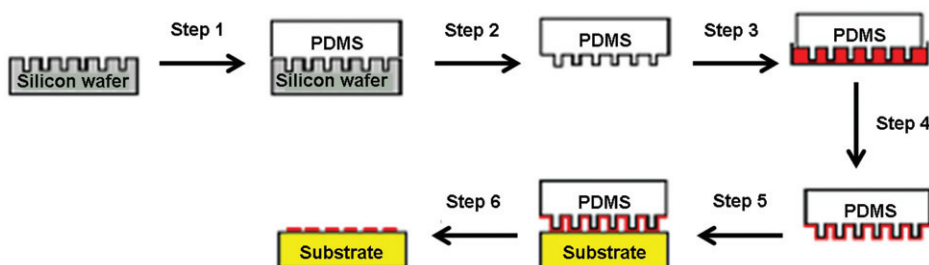 Step 1
Step 2
Step 3
PDMS
PDMS
PDMS
Silicon wafer
Silicon wafer
Step 4
Step 6
PDMS
Step 5
PDMS
Substrate
Substrate